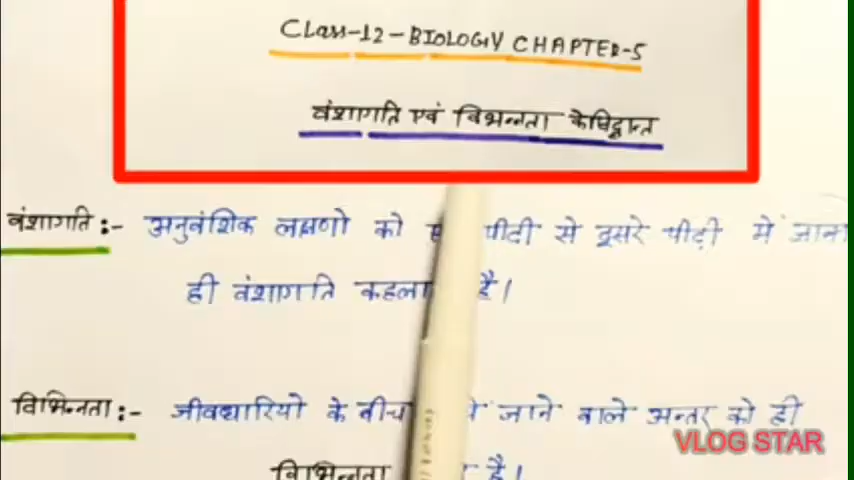 Class-12-BIOLOGY CHAPTER-5
वंशागति एवं विभिन्नता के सिद्धान्त
वंशागति :- अनुवंशिक लक्षणो को पीढी से दूसरे पीढ़ी में जाना
ही वंशागति कहला है।
विभिन्नता :- जीवधारियो के बीच जाने वाले अन्तर को ही
VLOG STAR
विभिन्नता है।